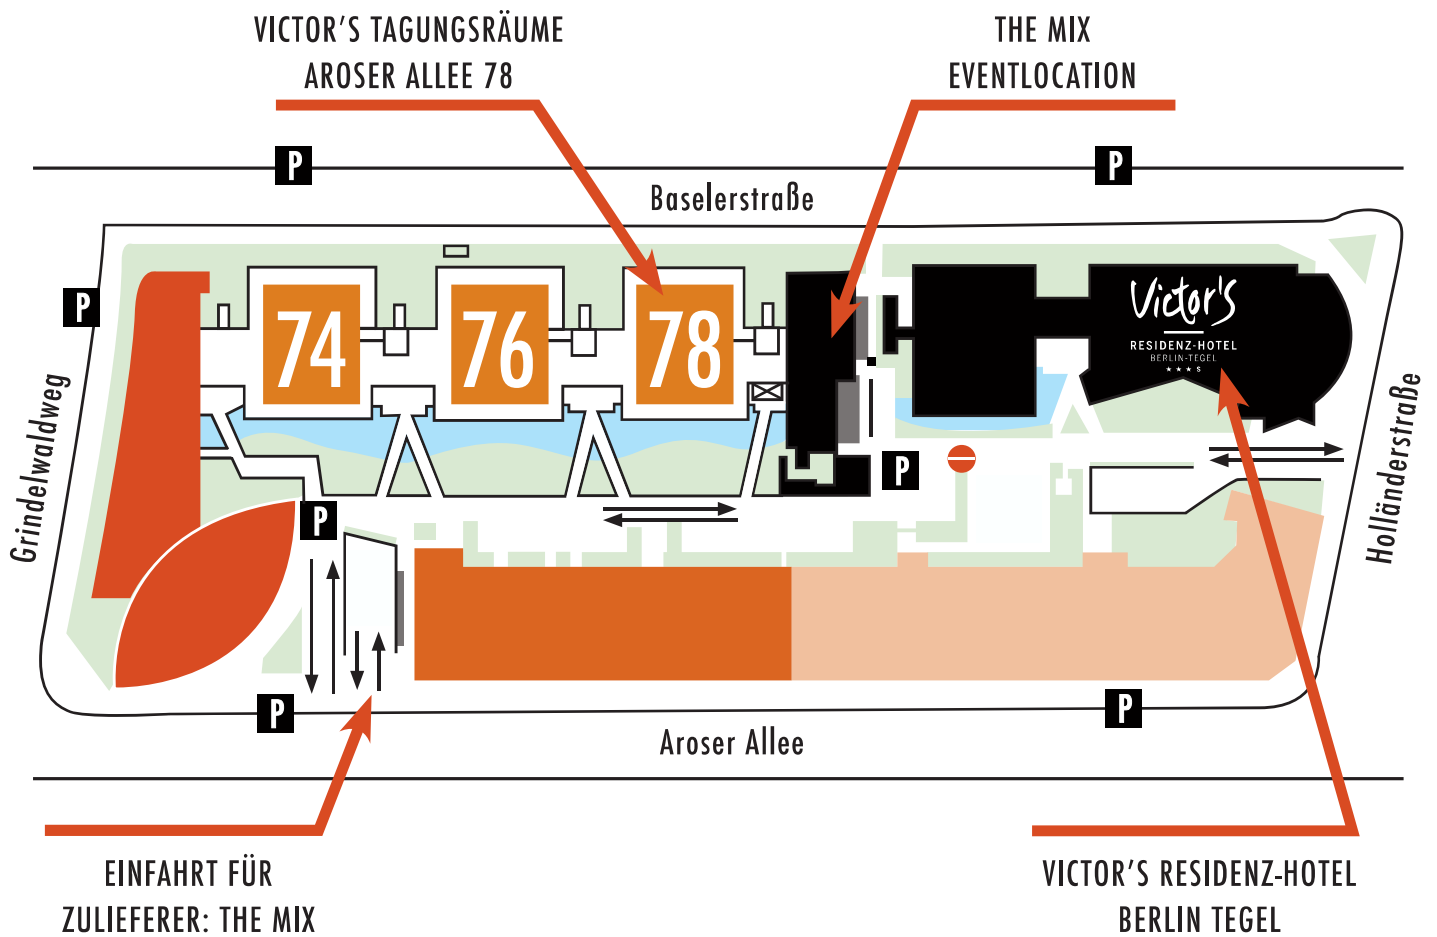 VICTOR'S TAGUNGSRÄUME
AROSER ALLEE 78
THE MIX
EVENTLOCATION
P
P
Baselerstraße
P
74
76
78
Victor's
RESIDENZ-HOTEL
BERLIN-TEGEL
★ ★ ★ S
Grindelwaldweg
Holländerstraße
P
P
P
P
Aroser Allee
EINFAHRT FÜR
ZULIEFERER: THE MIX
VICTOR'S RESIDENZ-HOTEL
BERLIN TEGEL